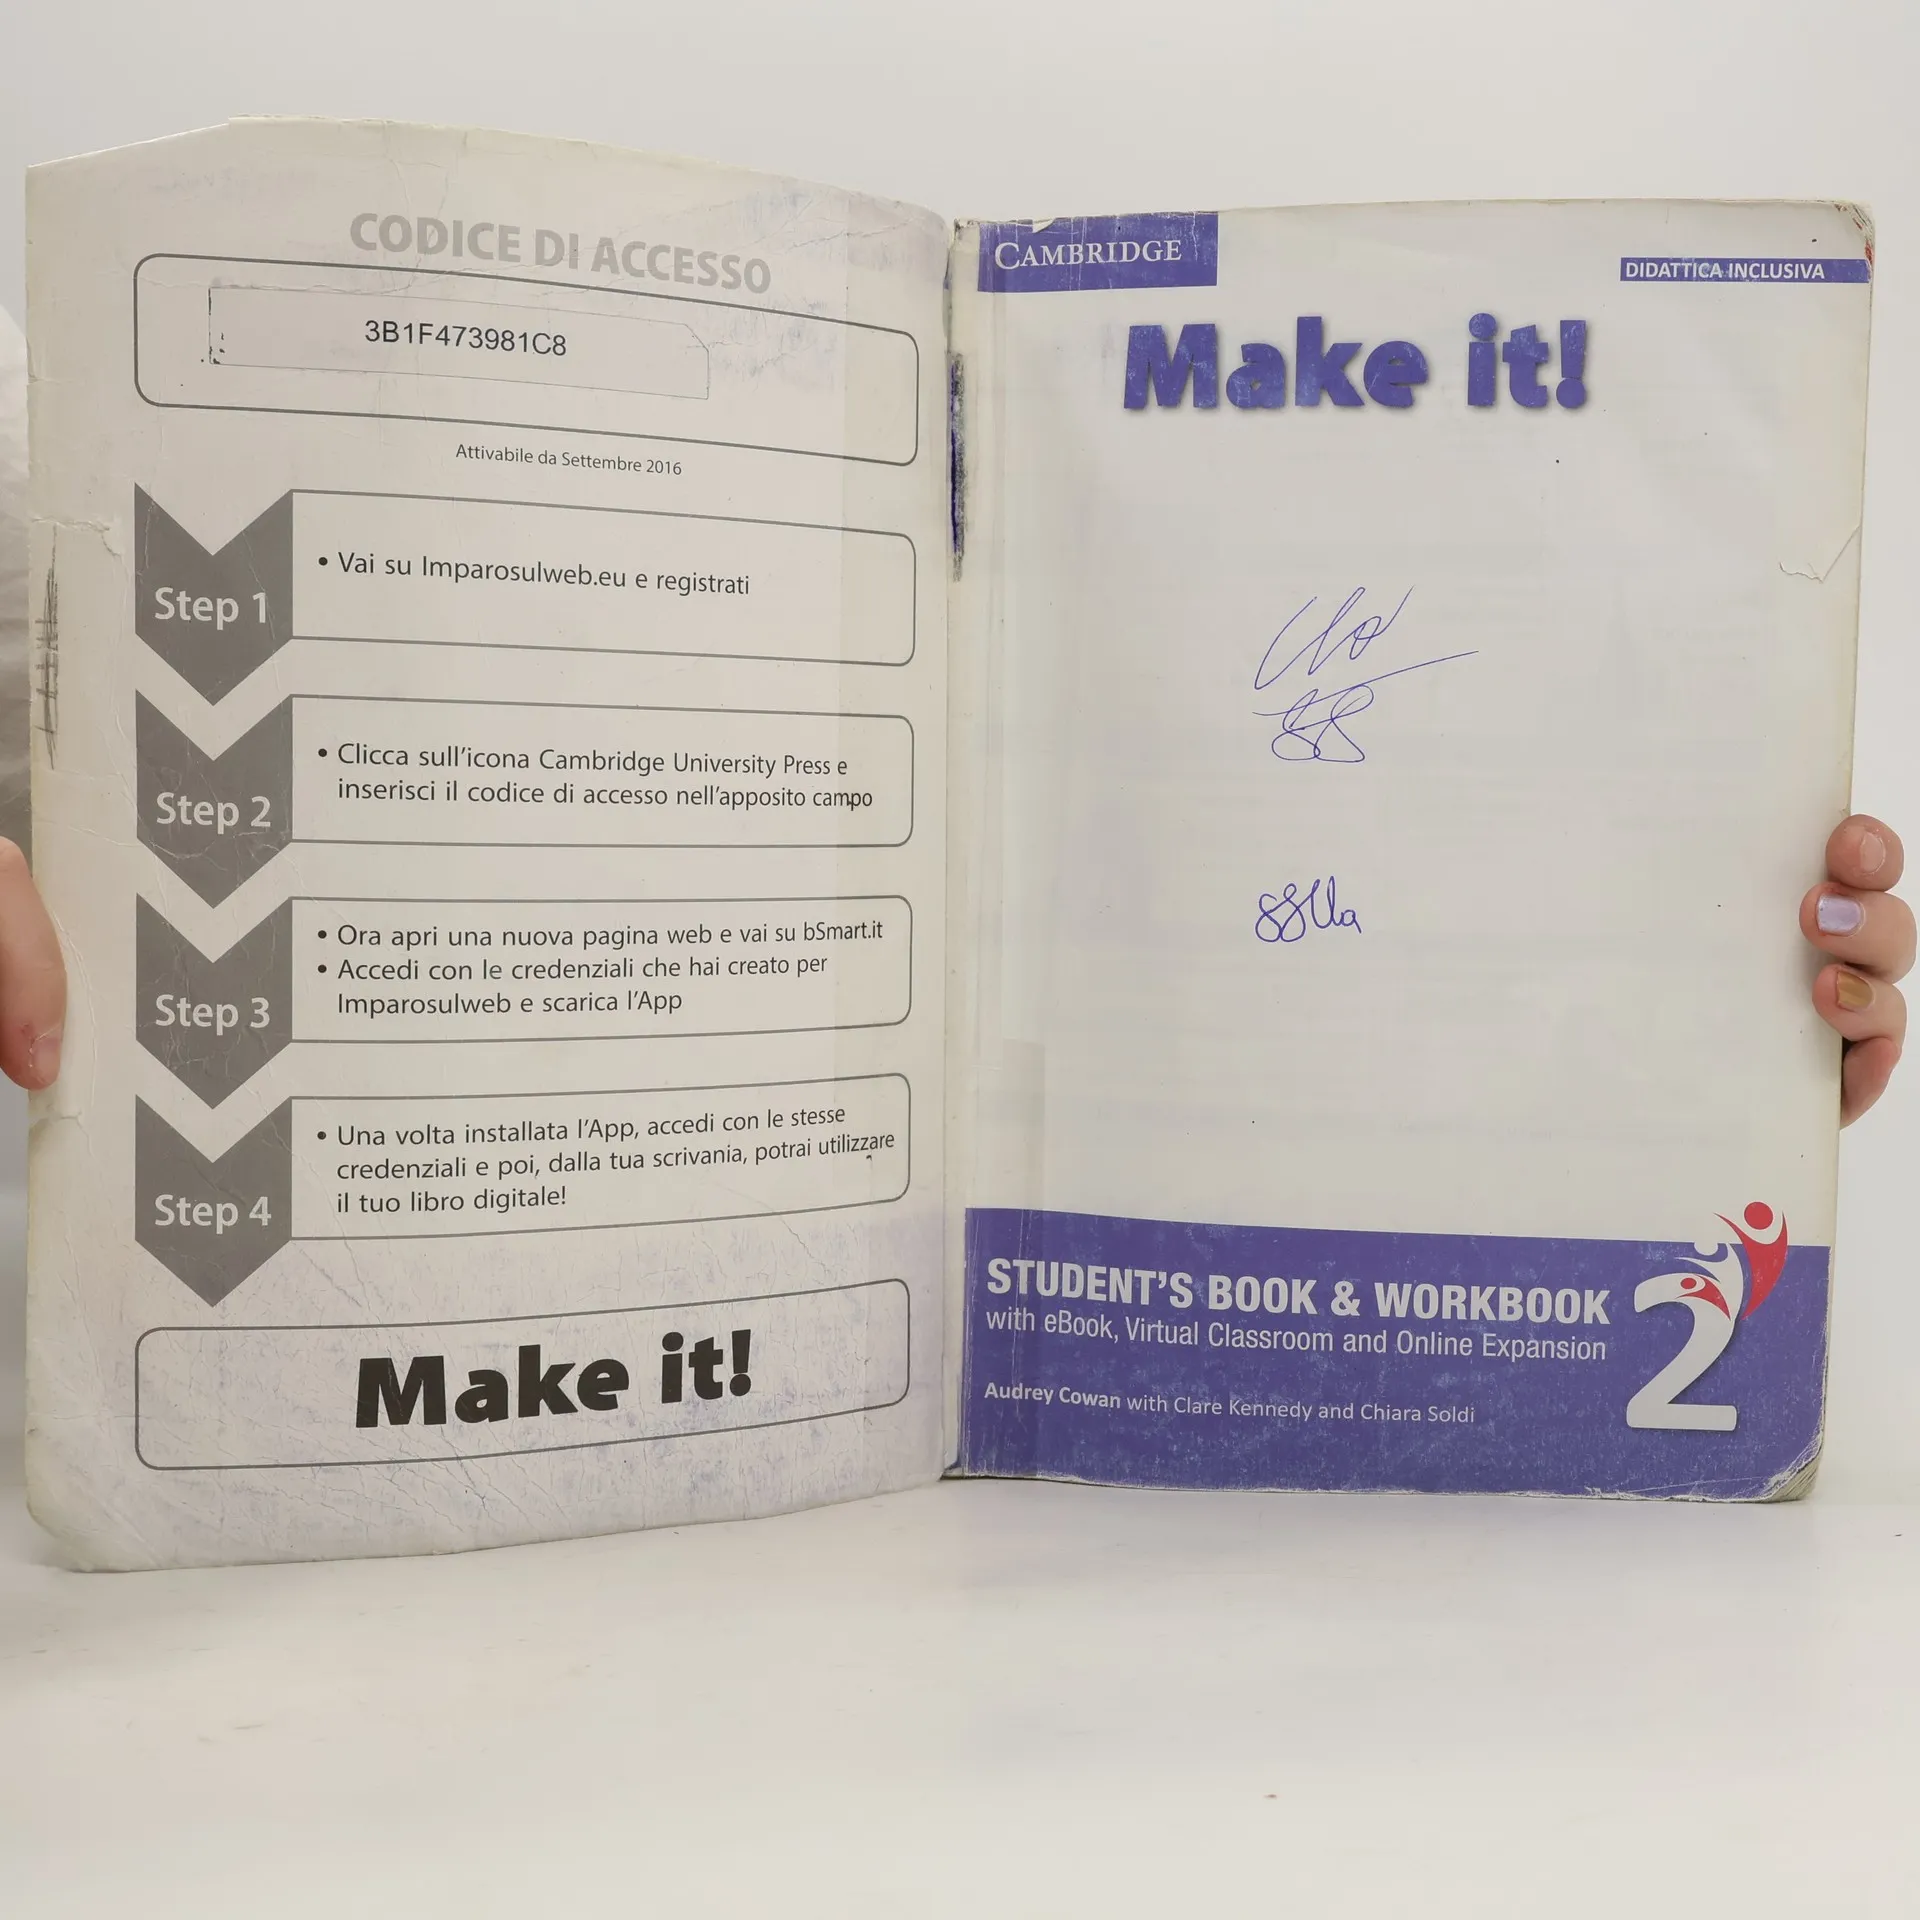 CODICE DI ACCESSO
3B1F473981C8
Attivabile da Settembre 2016
Step 1
• Vai su Imparosulweb.eu e registrati
Step 2
• Clicca sull'icona Cambridge University Press e
inserisci il codice di accesso nell'apposito campo
Step 3
• Ora apri una nuova pagina web e vai su bSmart.it
• Accedi con le credenziali che hai creato per
Imparosulweb e scarica l'App
Step 4
• Una volta installata l'App, accedi con le stesse
credenziali e poi, dalla tua scrivania, potrai utilizzare
il tuo libro digitale!
Make it!
CAMBRIDGE
DIDATTICA INCLUSIVA
Make it!
STUDENT'S BOOK & WORKBOOK
with eBook, Virtual Classroom and Online Expansion
Audrey Cowan with Clare Kennedy and Chiara Soldi
2